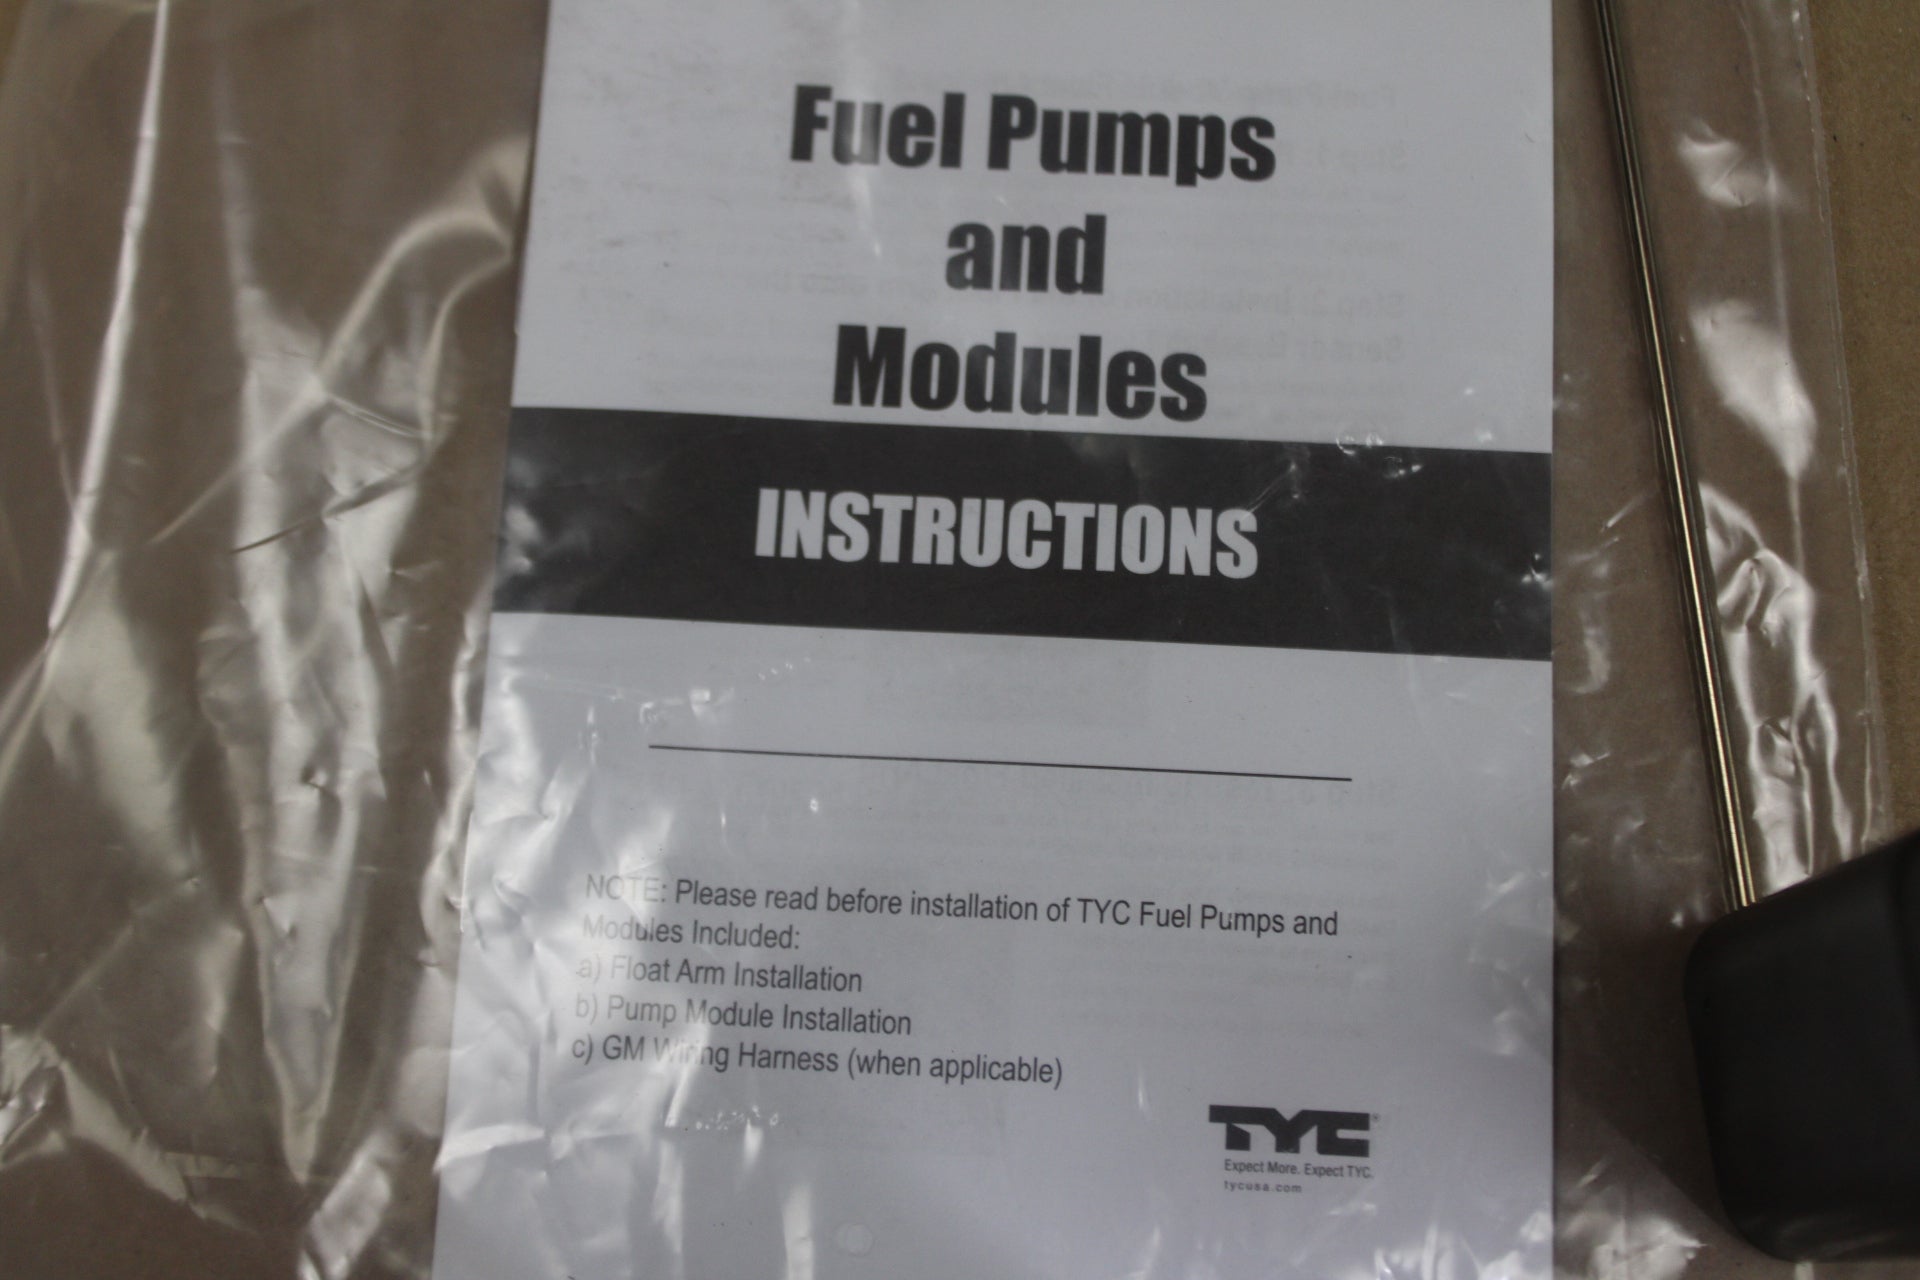 Fuel Pumps
and
Modules
INSTRUCTIONS
NOTE: Please read before installation of TYC Fuel Pumps and
Modules Included:
a) Float Arm Installation
b) Pump Module Installation
c) GM Wiring Harness (when applicable)
TYC®
Expect More. Expect TYC.
tycusa.com